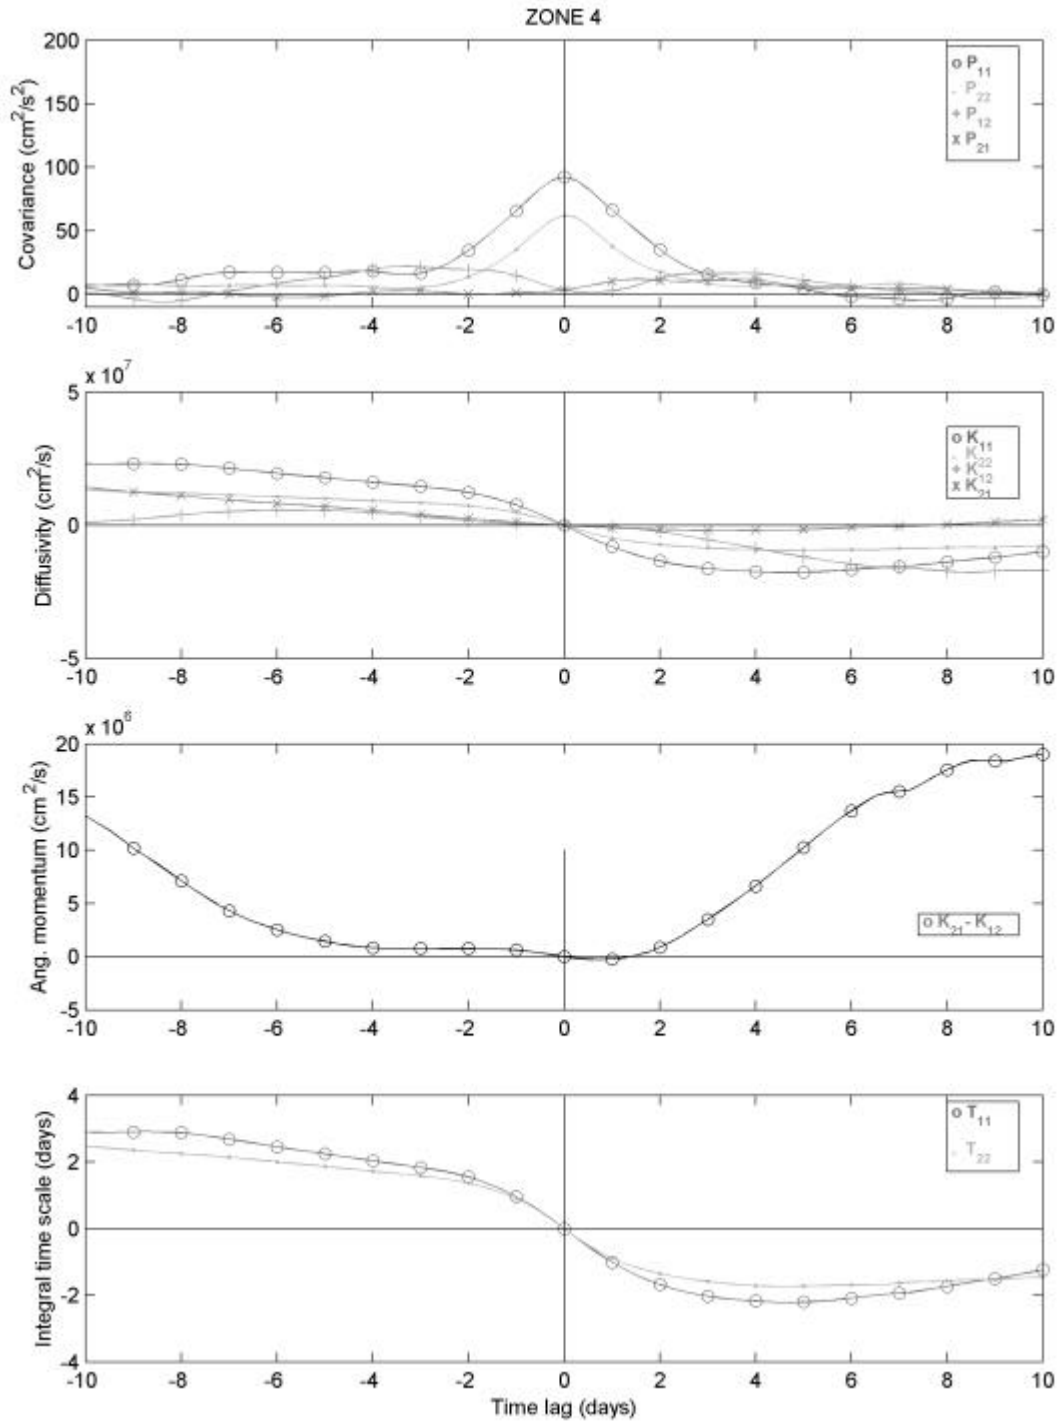 ZONE 4
Covariance (cm²/s²)
200
150
100
50
0
o P₁₁
. P₂₂
+ P₁₂
x P₂₁
-10 -8 -6 -4 -2 0 2 4 6 8 10
x 10⁷
Diffusivity (cm²/s)
5
0
-5
o K₁₁
. K₂₂
+ K₁₂
x K₂₁
-10 -8 -6 -4 -2 0 2 4 6 8 10
x 10⁶
Ang. momentum (cm²/s)
20
15
10
5
0
-5
o K₂₁- K₁₂
-10 -8 -6 -4 -2 0 2 4 6 8 10
Integral time scale (days)
4
2
0
-2
-4
o T₁₁
. T₂₂
-10 -8 -6 -4 -2 0 2 4 6 8 10
Time lag (days)